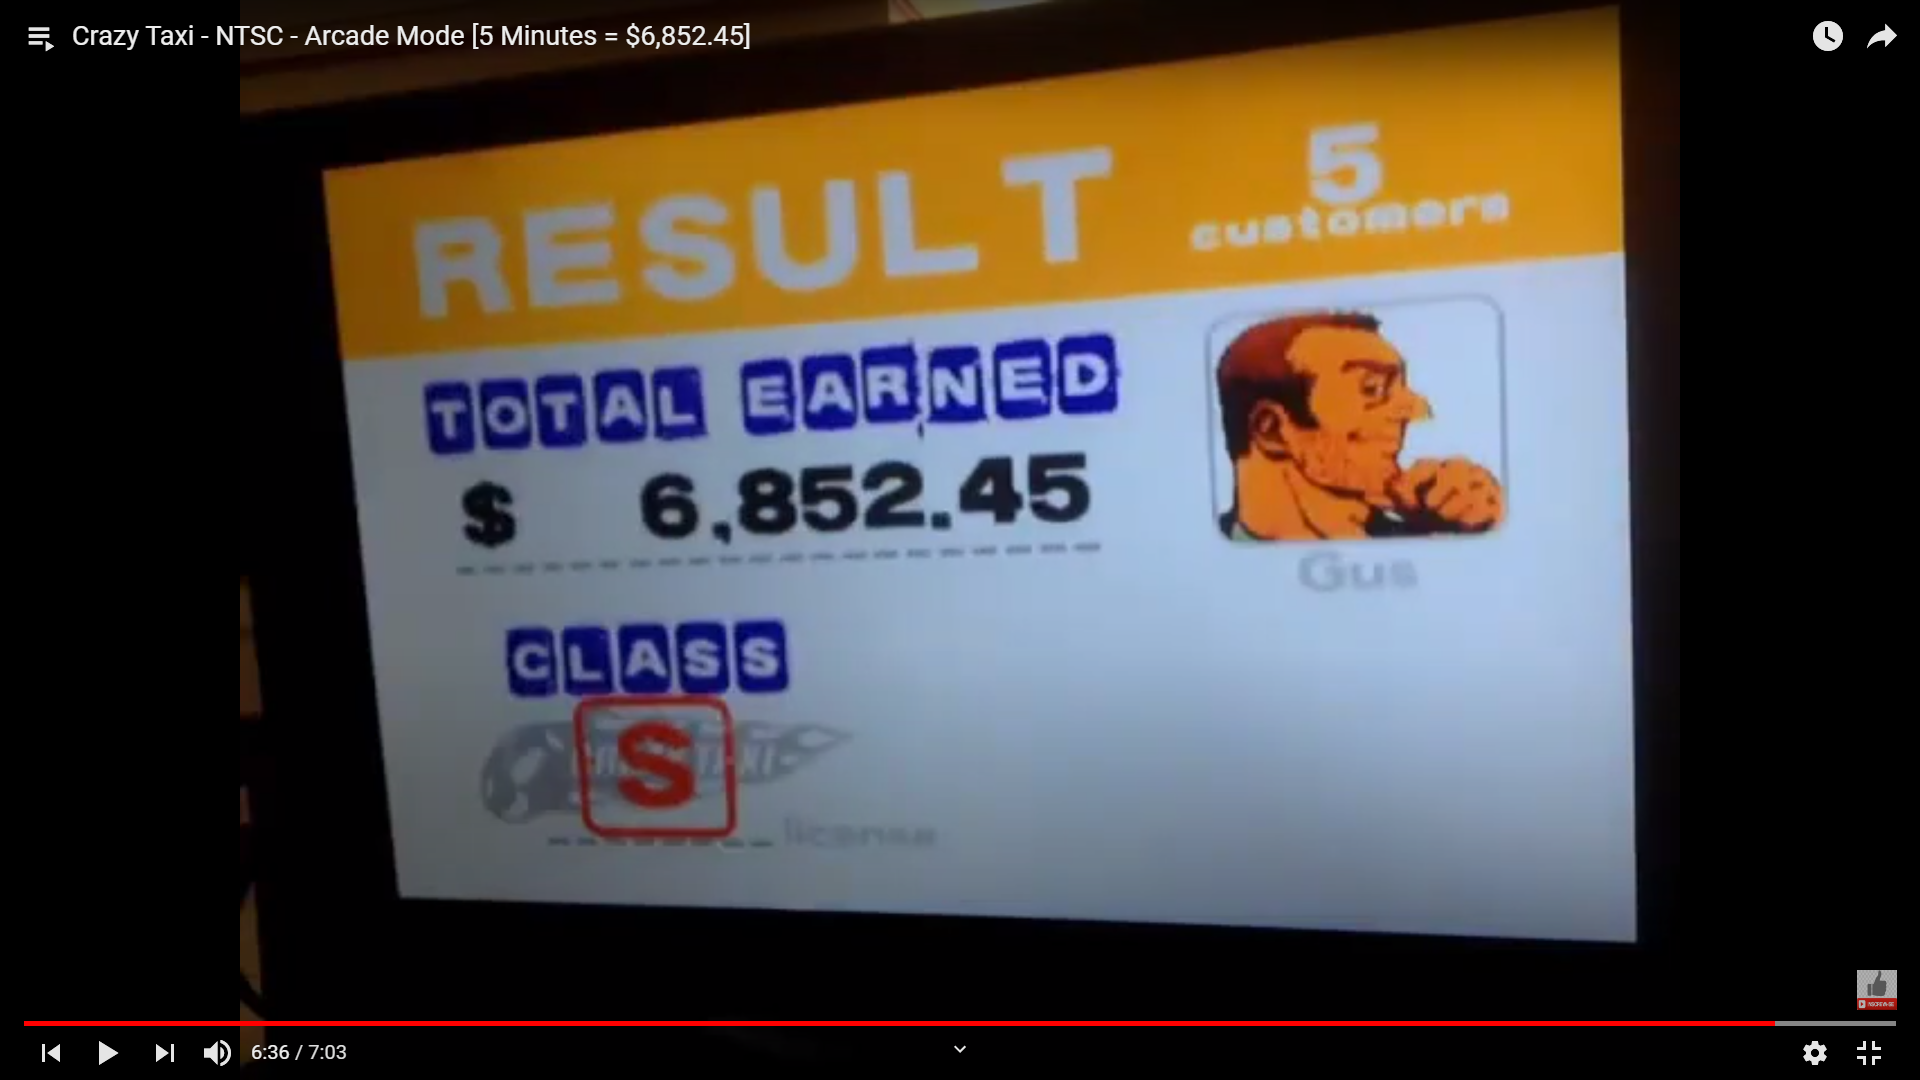 Crazy Taxi - NTSC - Arcade Mode [5 Minutes = $6,852.45]
RESULT
5
customers
TOTAL EARNED
$ 6,852.45
Gus
CLASS
S
license
6:36 / 7:03